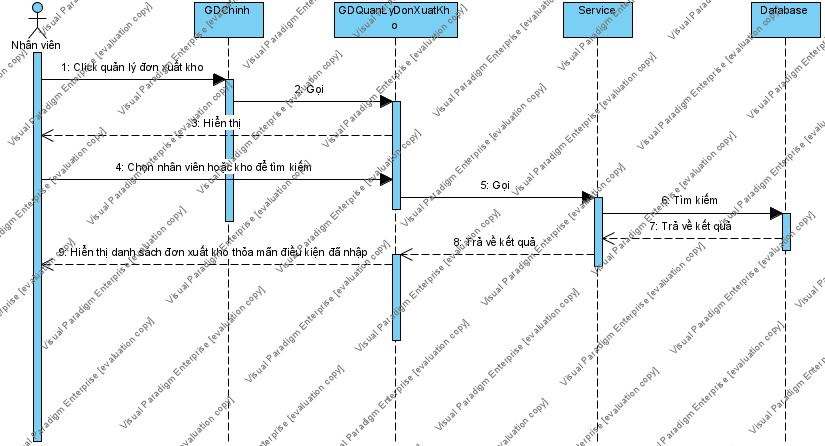 GDChinh
GDQuanLyDonXuatKh
o
Service
Database
Nhân viên
1: Click quản lý đơn xuất kho
2: Gọi
3: Hiển thị
4: Chọn nhân viên hoặc kho để tìm kiếm
5: Gọi
6: Tìm kiếm
7: Trả về kết quả
8: Trả về kết quả
9: Hiển thị danh sách đơn xuất kho thỏa mãn điều kiện đã nhập
Visual Paradigm Enterprise [evaluation copy]